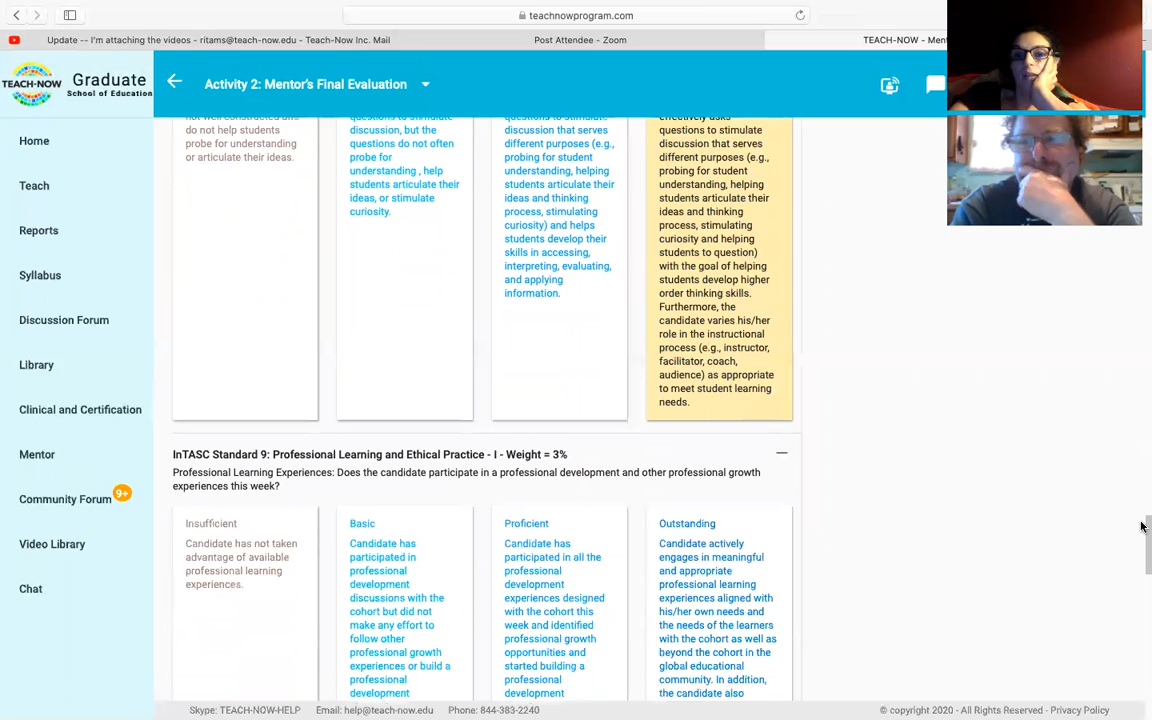 teachnowprogram.com
Update -- I'm attaching the videos - ritams@teach-now.edu - Teach-Now Inc. Mail
Post Attendee - Zoom
TEACH-NOW - Ment
TEACH-NOW
Graduate
School of Education
Activity 2: Mentor's Final Evaluation
Home
Teach
Reports
Syllabus
Discussion Forum
Library
Clinical and Certification
Mentor
Community Forum
9+
Video Library
Chat
not well constructed and
do not help students
probe for understanding
or articulate their ideas.
questions to stimulate
discussion, but the
questions do not often
probe for
understanding , help
students articulate their
ideas, or stimulate
curiosity.
questions to stimulate
discussion that serves
different purposes (e.g.,
probing for student
understanding, helping
students articulate their
ideas and thinking
process, stimulating
curiosity) and helps
students develop their
skills in accessing,
interpreting, evaluating,
and applying
information.
effectively asks
questions to stimulate
discussion that serves
different purposes (e.g.,
probing for student
understanding, helping
students articulate their
ideas and thinking
process, stimulating
curiosity and helping
students to question)
with the goal of helping
students develop higher
order thinking skills.
Furthermore, the
candidate varies his/her
role in the instructional
process (e.g., instructor,
facilitator, coach,
audience) as appropriate
to meet student learning
needs.
InTASC Standard 9: Professional Learning and Ethical Practice - I - Weight = 3%
Professional Learning Experiences: Does the candidate participate in a professional development and other professional growth
experiences this week?
Insufficient
Candidate has not taken
advantage of available
professional learning
experiences.
Basic
Candidate has
participated in
professional
development
discussions with the
cohort but did not
make any effort to
follow other
professional growth
experiences or build a
professional
development
Proficient
Candidate has
participated in all the
professional
development
experiences designed
with the cohort this
week and identified
professional growth
opportunities and
started building a
professional
development
Outstanding
Candidate actively
engages in meaningful
and appropriate
professional learning
experiences aligned with
his/her own needs and
the needs of the learners
with the cohort as well as
beyond the cohort in the
global educational
community. In addition,
the candidate also
Skype: TEACH-NOW-HELP
Email: help@teach-now.edu
Phone: 844-383-2240
© copyright 2020 - All Rights Reserved - Privacy Policy